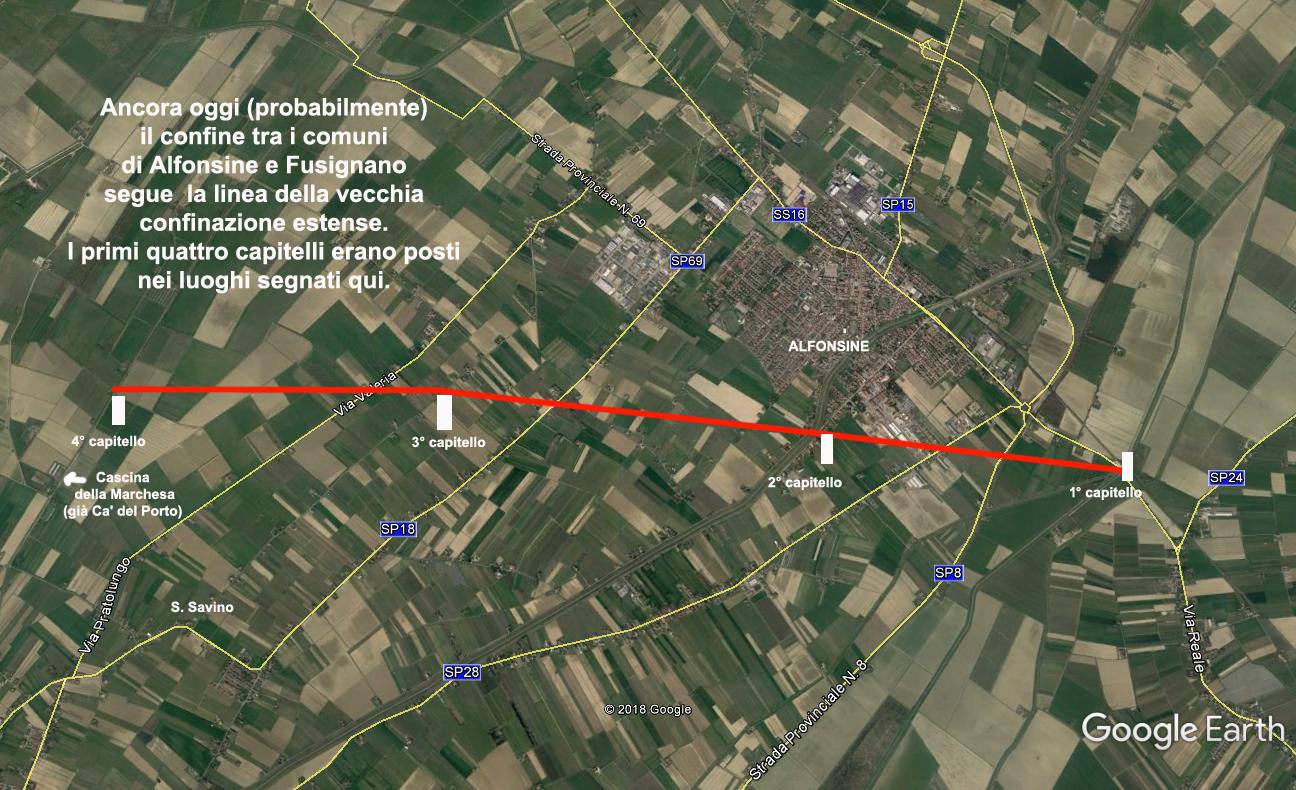 Ancora oggi (probabilmente)
il confine tra i comuni
di Alfonsine e Fusignano
segue la linea della vecchia
confinazione estense.
I primi quattro capitelli erano posti
nei luoghi segnati qui.
Strada Provinciale N. 69
SS16
SP15
SP69
ALFONSINE
Via Valeria
4° capitello
3° capitello
2° capitello
1° capitello
SP24
Cascina
della Marchesa
(già Ca' del Porto)
SP18
SP8
Via Pratolungo
S. Savino
Via Reale
SP28
Strada Provinciale N. 8
© 2018 Google
Google Earth